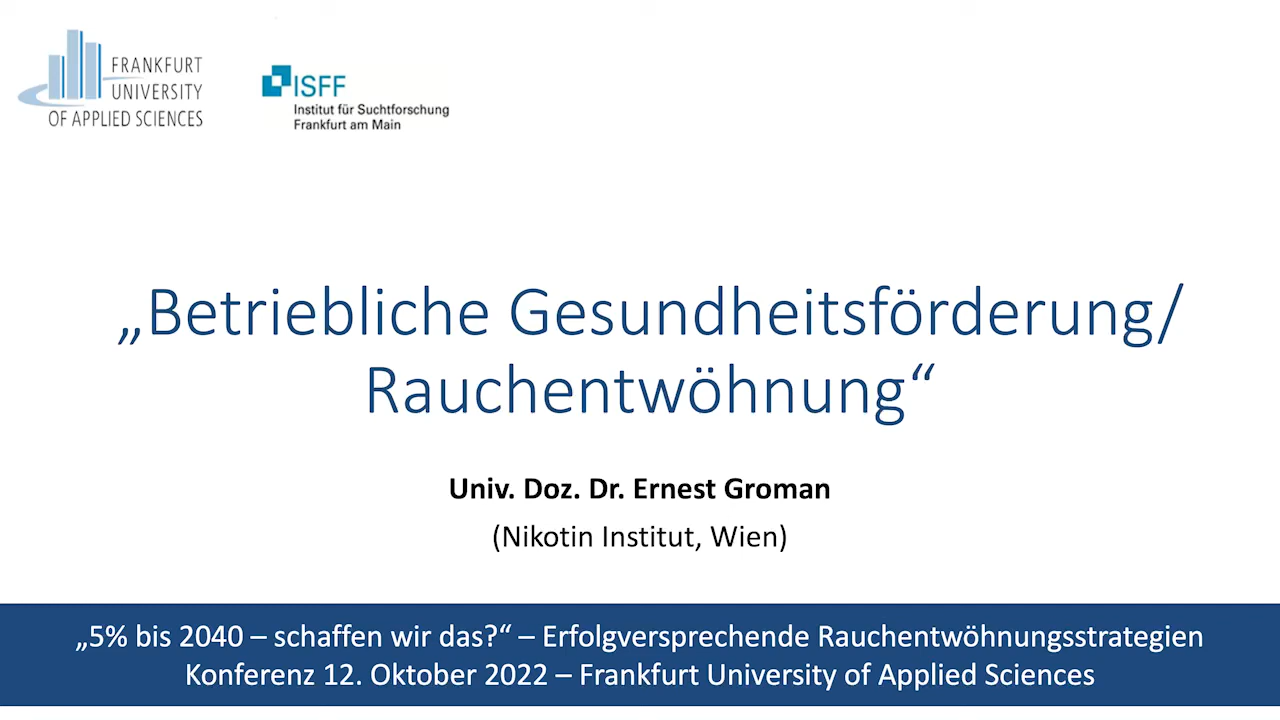 FRANKFURT
UNIVERSITY
OF APPLIED SCIENCES
ISFF
Institut für Suchtforschung
Frankfurt am Main
„Betriebliche Gesundheitsförderung/
Rauchentwöhnung“
Univ. Doz. Dr. Ernest Groman
(Nikotin Institut, Wien)
„5% bis 2040 – schaffen wir das?“ – Erfolgversprechende Rauchentwöhnungsstrategien
Konferenz 12. Oktober 2022 – Frankfurt University of Applied Sciences